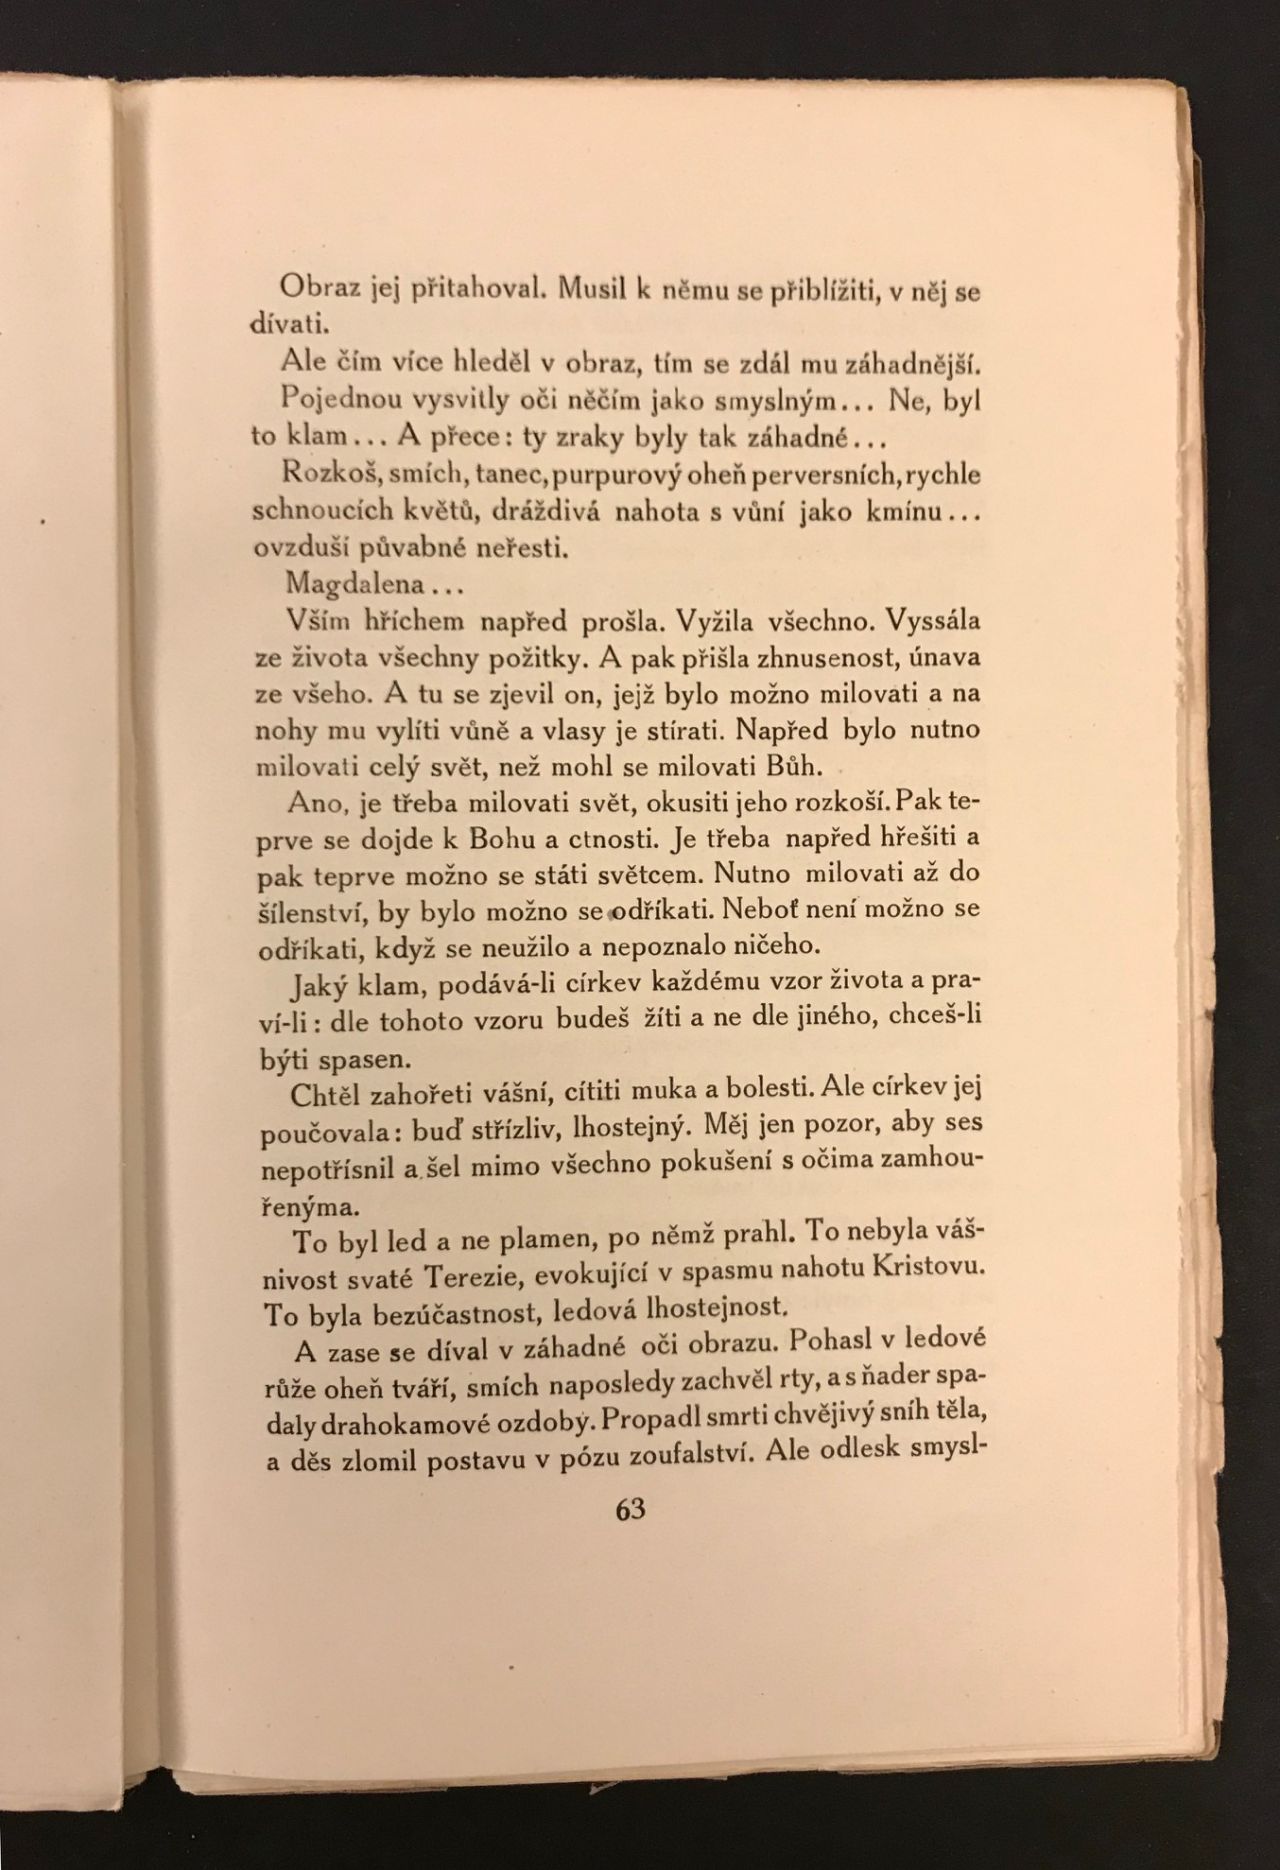 Obraz jej přitahoval. Musil k němu se přiblížiti, v něj se
dívati.
Ale čím více hleděl v obraz, tím se zdál mu záhadnější.
Pojednou vysvitly oči něčím jako smyslným... Ne, byl
to klam... A přece: ty zraky byly tak záhadné...
Rozkoš, smích, tanec, purpurový oheň perversních, rychle
schnoucích květů, dráždivá nahota s vůní jako kmínu...
ovzduší půvabné neřesti.
Magdalena...
Vším hříchem napřed prošla. Vyžila všechno. Vyssála
ze života všechny požitky. A pak přišla zhnusenost, únava
ze všeho. A tu se zjevil on, jejž bylo možno milovati a na
nohy mu vylíti vůně a vlasy je stírati. Napřed bylo nutno
milovati celý svět, než mohl se milovati Bůh.
Ano, je třeba milovati svět, okusiti jeho rozkoší. Pak te-
prve se dojde k Bohu a ctnosti. Je třeba napřed hřešiti a
pak teprve možno se státi světcem. Nutno milovati až do
šílenství, by bylo možno se odříkati. Neboť není možno se
odříkati, když se neužilo a nepoznalo ničeho.
Jaký klam, podává-li církev každému vzor života a pra-
ví-li: dle tohoto vzoru budeš žíti a ne dle jiného, chceš-li
býti spasen.
Chtěl zahořeti vášní, cítiti muka a bolesti. Ale církev jej
poučovala: buď střízliv, lhostejný. Měj jen pozor, aby ses
nepotřísnil a šel mimo všechno pokušení s očima zamhou-
řenýma.
To byl led a ne plamen, po němž prahl. To nebyla váš-
nivost svaté Terezie, evokující v spasmu nahotu Kristovu.
To byla bezúčastnost, ledová lhostejnost.
A zase se díval v záhadné oči obrazu. Pohasl v ledové
růže oheň tváří, smích naposledy zachvěl rty, a s ňader spa-
daly drahokamové ozdoby. Propadl smrti chvějivý sníh těla,
a děs zlomil postavu v pózu zoufalství. Ale odlesk smysl-
63